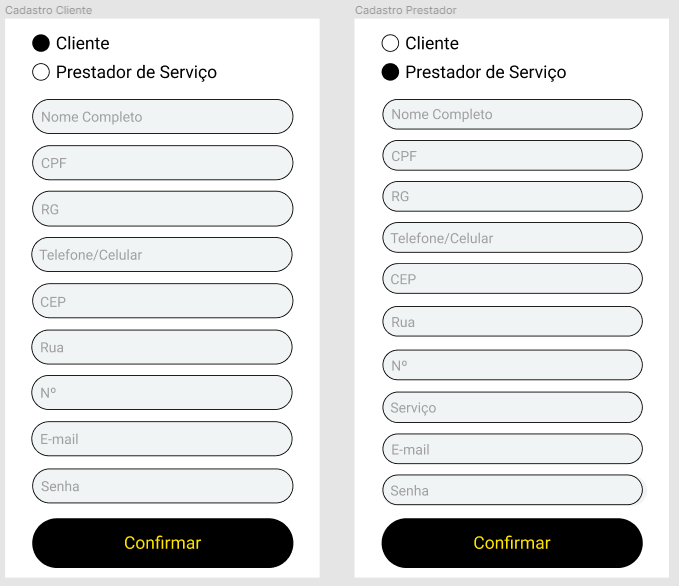 Cadastro Cliente
Cliente
Prestador de Serviço
Nome Completo
CPF
RG
Telefone/Celular
CEP
Rua
Nº
E-mail
Senha
Confirmar
Cadastro Prestador
Cliente
Prestador de Serviço
Nome Completo
CPF
RG
Telefone/Celular
CEP
Rua
Nº
Serviço
E-mail
Senha
Confirmar